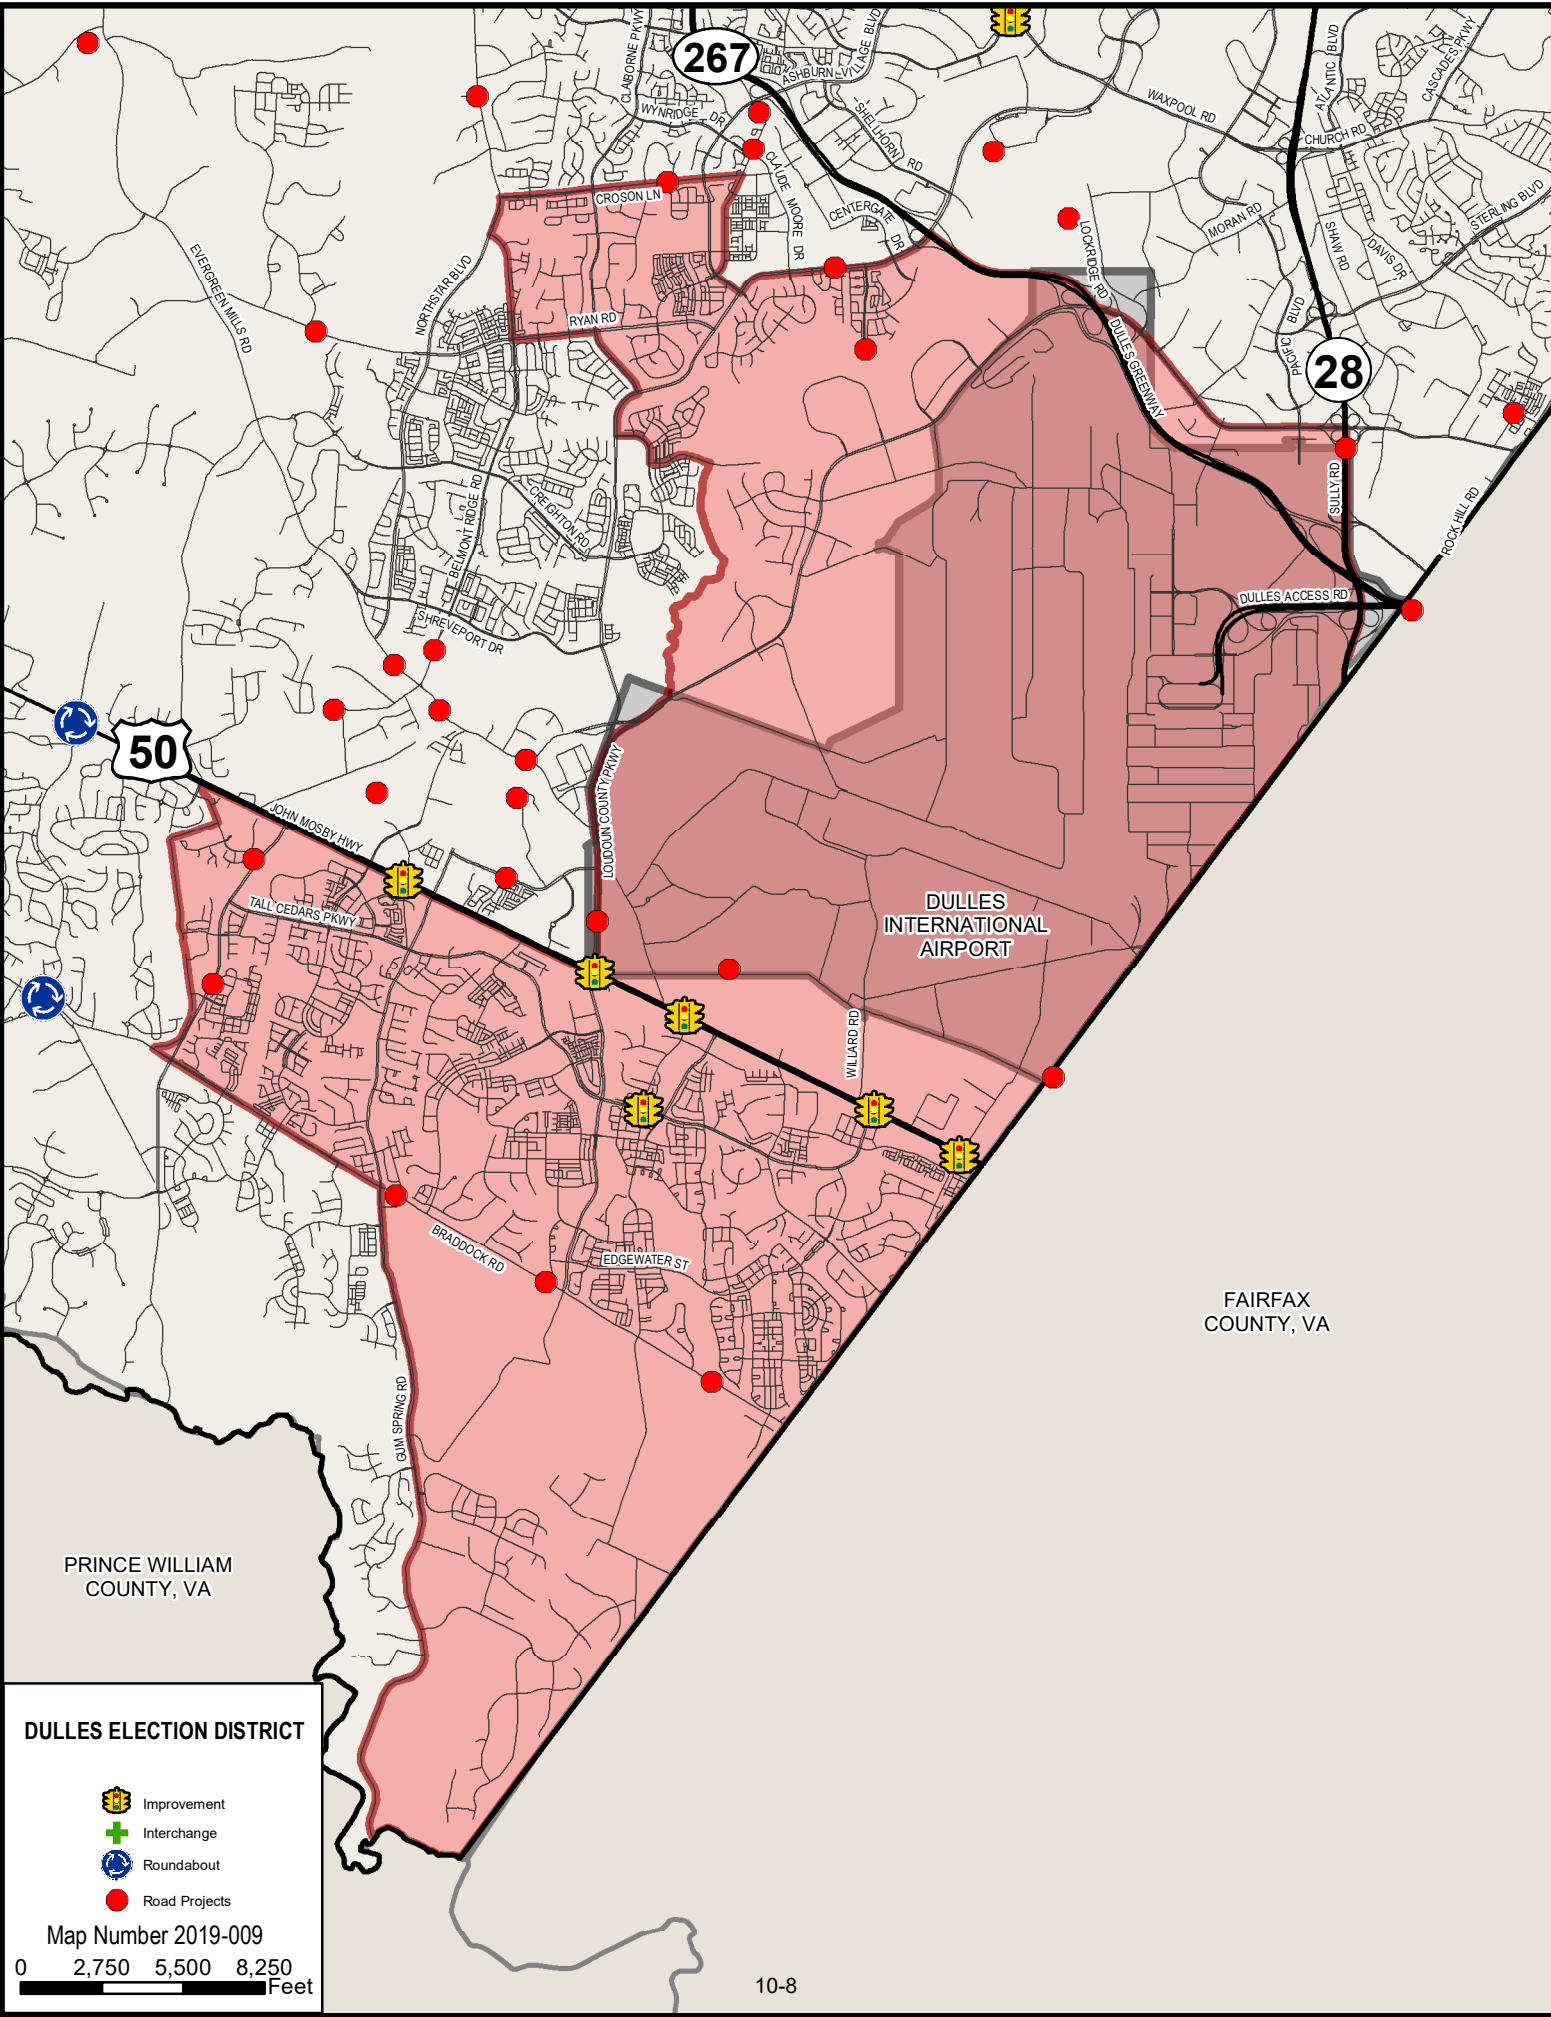 267
CLAIBORNE PKWY
ASHBURN VILLAGE BLVD
WYNRIDGE DR
SHELLHORN RD
WAXPOOL RD
ATLANTIC BLVD
CASCADES PKWY
CHURCH RD
CLAUDE MOORE DR
CROSON LN
CENTERGATE DR
LOCKRIDGE RD
MORAN RD
SHAW RD
DAVIS DR
STERLING BLVD
EVERGREEN MILLS RD
NORTHSTAR BLVD
RYAN RD
PACIFIC BLVD
DULLES GREENWAY
28
SULLY RD
ROCK HILL RD
BELMONT RIDGE RD
CREIGHTON RD
SHREVEPORT DR
DULLES ACCESS RD
50
JOHN MOSBY HWY
LOUDOUN COUNTY PKWY
TALL CEDARS PKWY
DULLES
INTERNATIONAL
AIRPORT
WILLARD RD
BRADDOCK RD
EDGEWATER ST
FAIRFAX
COUNTY, VA
GUM SPRING RD
PRINCE WILLIAM
COUNTY, VA
DULLES ELECTION DISTRICT
Improvement
Interchange
Roundabout
Road Projects
Map Number 2019-009
0 2,750 5,500 8,250
Feet
10-8